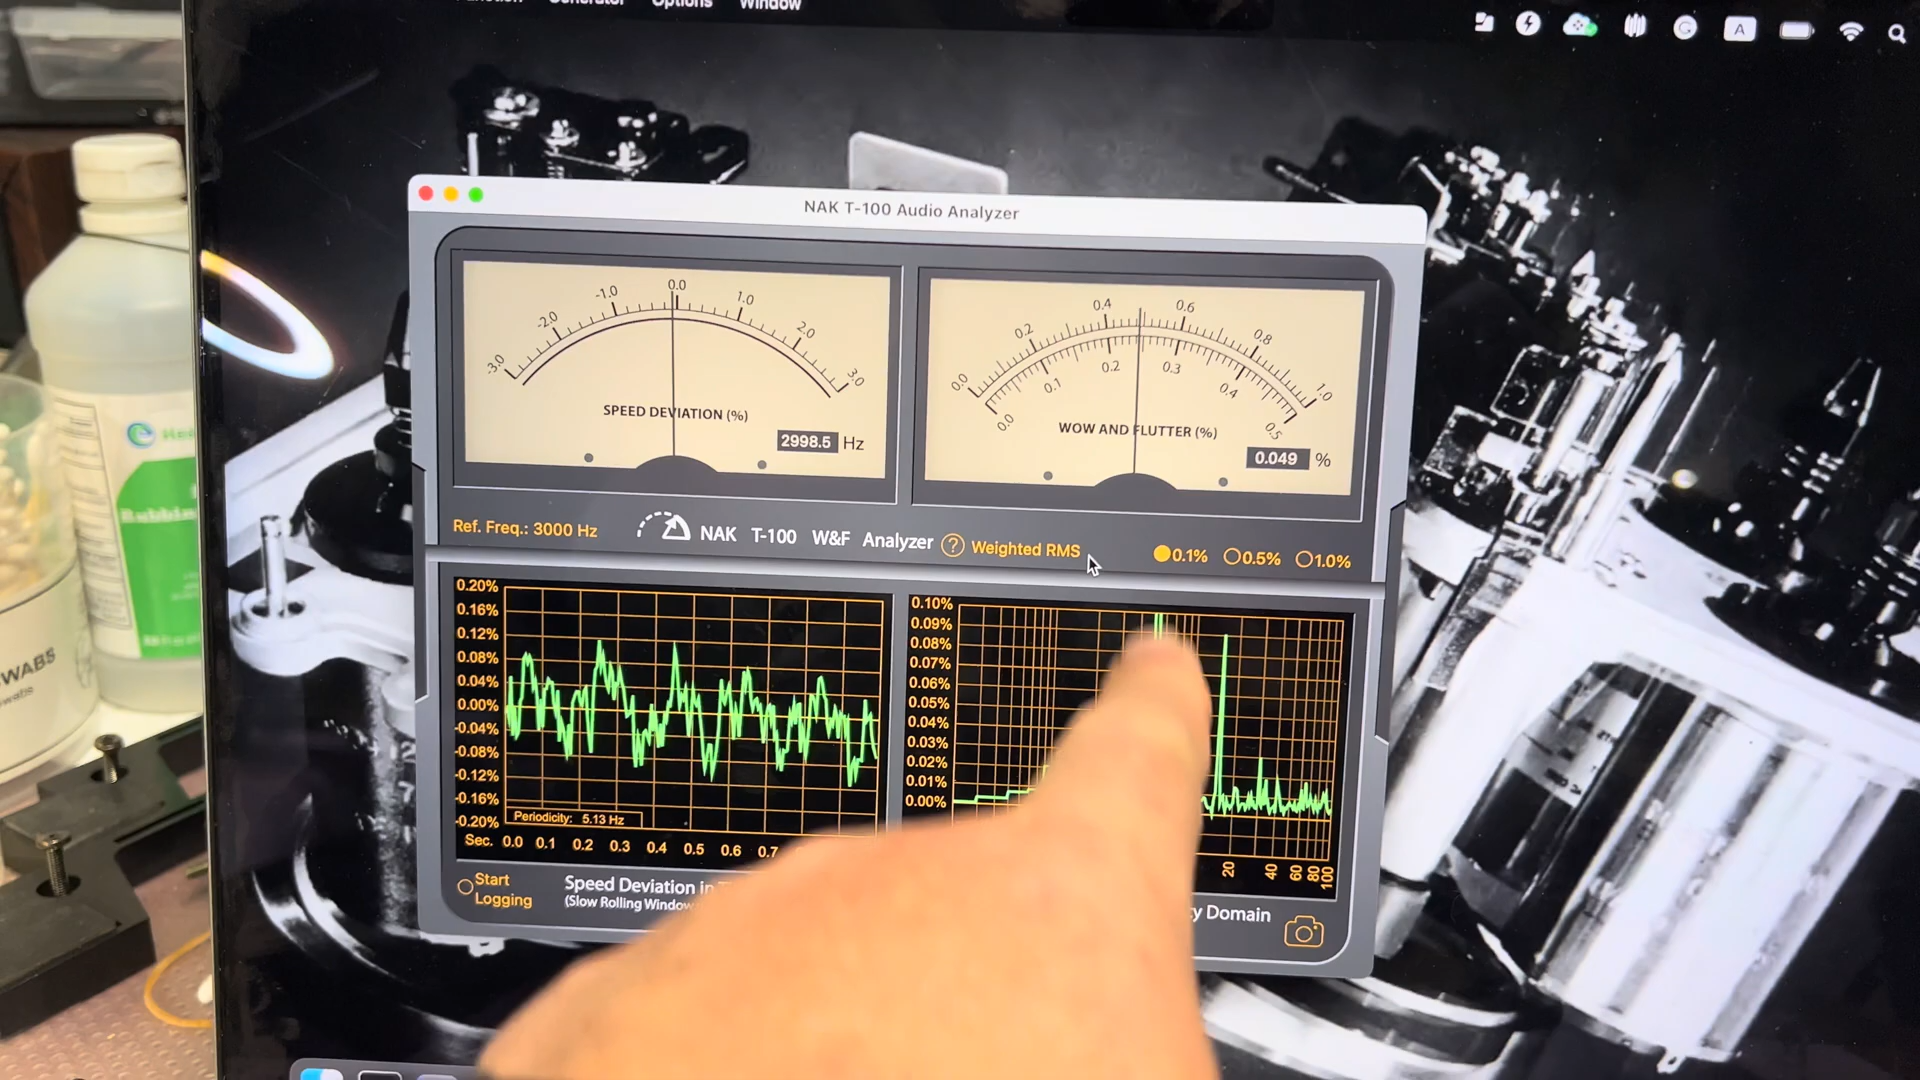 Generator Options Window
A
NAK T-100 Audio Analyzer
-3.0 -2.0 -1.0 0.0 1.0 2.0 3.0
SPEED DEVIATION (%)
2998.5 Hz
0.0 0.2 0.4 0.6 0.8 1.0
0.0 0.1 0.2 0.3 0.4 0.5
WOW AND FLUTTER (%)
0.049 %
Ref. Freq.: 3000 Hz
NAK T-100 W&F Analyzer
? Weighted RMS
0.1% 0.5% 1.0%
0.20%
0.16%
0.12%
0.08%
0.04%
0.00%
-0.04%
-0.08%
-0.12%
-0.16%
-0.20%
Periodicity: 5.13 Hz
Sec. 0.0 0.1 0.2 0.3 0.4 0.5 0.6 0.7
Start
Logging
Speed Deviation in
(Slow Rolling Window
0.10%
0.09%
0.08%
0.07%
0.06%
0.05%
0.04%
0.03%
0.02%
0.01%
0.00%
20 40 60 80 100
Domain